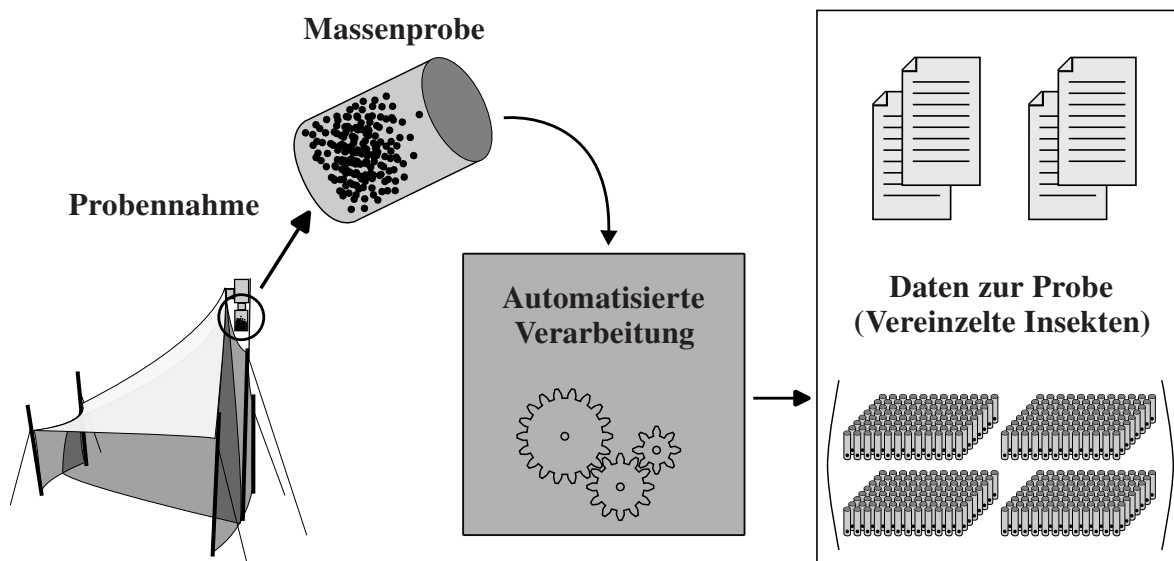 Massenprobe
Probennahme
Automatisierte
Verarbeitung
Daten zur Probe
(Vereinzelte Insekten)